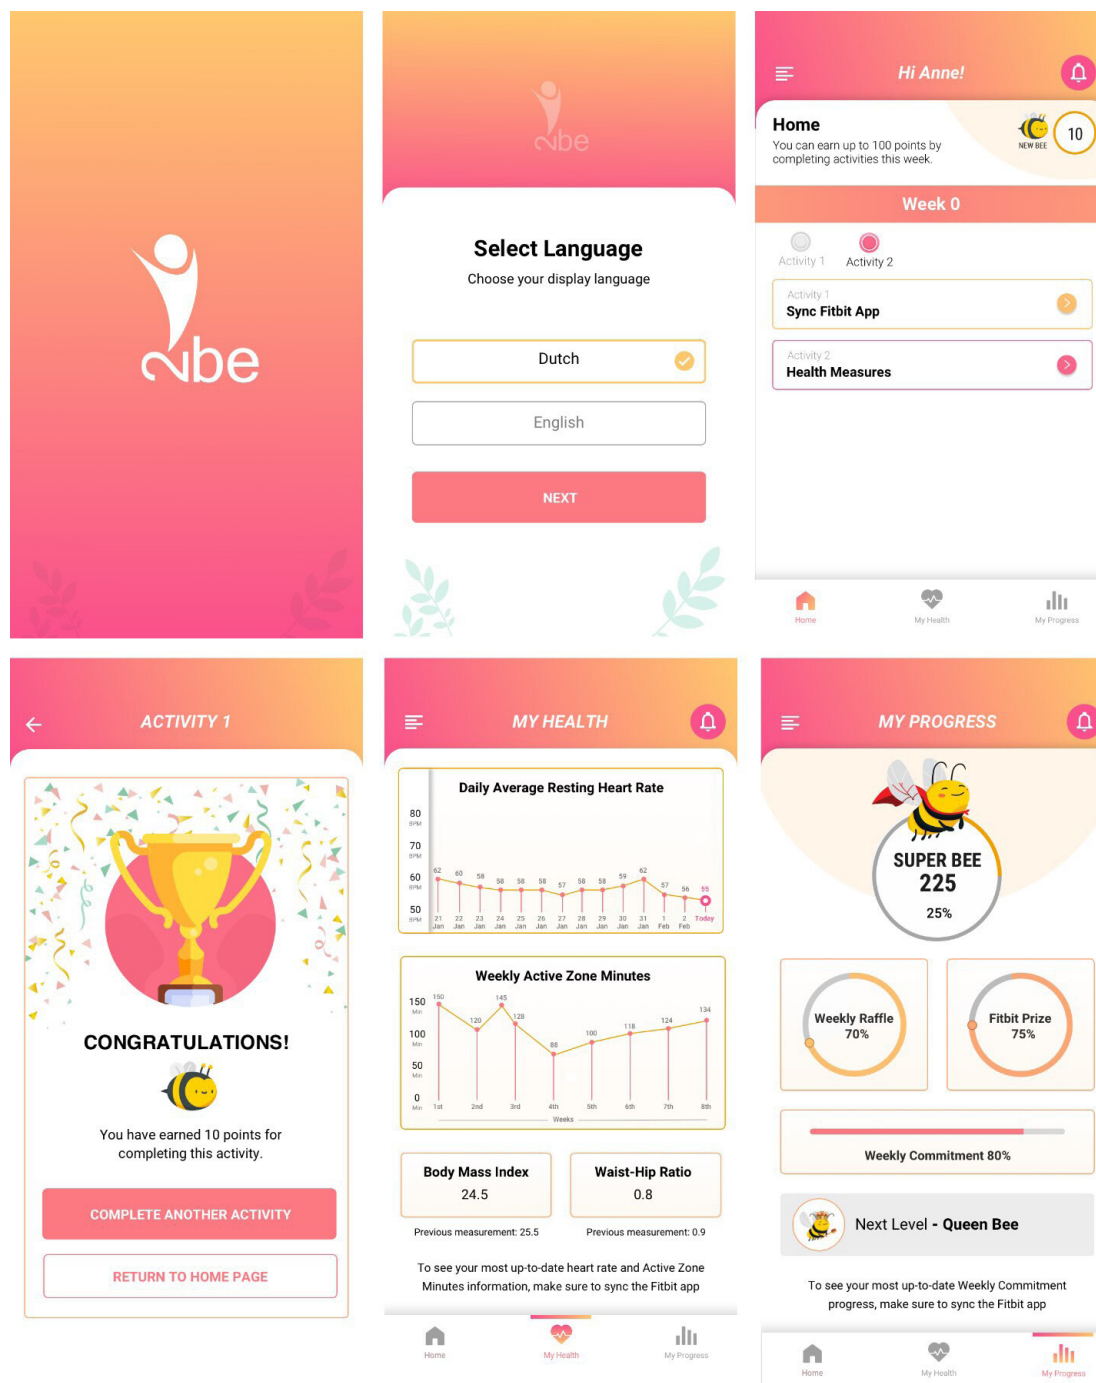 2be
2be
Select Language
Choose your display language
Dutch
English
NEXT
Hi Anne!
Home
You can earn up to 100 points by
completing activities this week.
NEW BEE
10
Week 0
Activity 1
Activity 2
Activity 1
Sync Fitbit App
Activity 2
Health Measures
Home
My Health
My Progress
ACTIVITY 1
CONGRATULATIONS!
You have earned 10 points for
completing this activity.
COMPLETE ANOTHER ACTIVITY
RETURN TO HOME PAGE
MY HEALTH
Daily Average Resting Heart Rate
80
BPM
70
BPM
60
BPM
50
BPM
62 60 58 58 58 58 57 58 58 59 62 57 56 55
21 22 23 24 25 26 27 28 29 30 31 1 2 Today
Jan Jan Jan Jan Jan Jan Jan Jan Jan Jan Jan Feb Feb
Weekly Active Zone Minutes
150
Min
100
Min
50
Min
0
Min
150 120 145 128 88 100 118 124 134
1st 2nd 3rd 4th 5th 6th 7th 8th
Weeks
Body Mass Index
24.5
Previous measurement: 25.5
Waist-Hip Ratio
0.8
Previous measurement: 0.9
To see your most up-to-date heart rate and Active Zone
Minutes information, make sure to sync the Fitbit app
Home
My Health
My Progress
MY PROGRESS
SUPER BEE
225
25%
Weekly Raffle
70%
Fitbit Prize
75%
Weekly Commitment 80%
Next Level - Queen Bee
To see your most up-to-date Weekly Commitment
progress, make sure to sync the Fitbit app
Home
My Health
My Progress